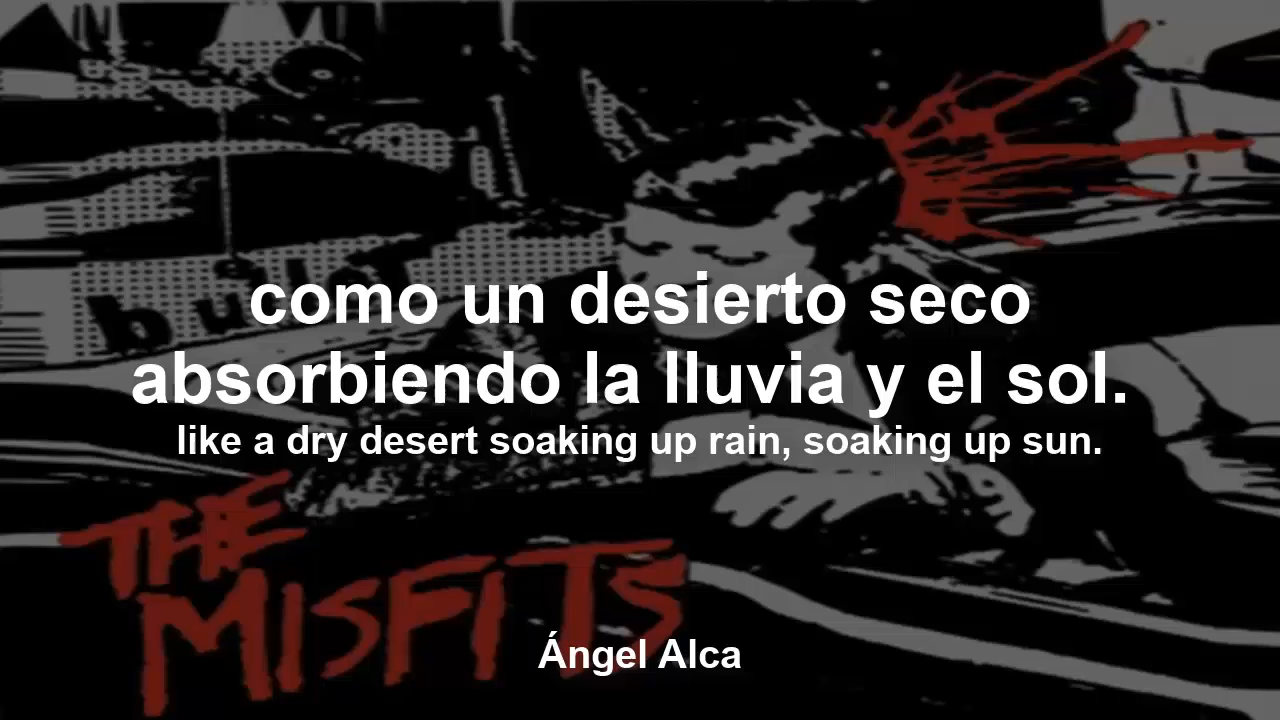 como un desierto seco
absorbiendo la lluvia y el sol.
like a dry desert soaking up rain, soaking up sun.
THE
MISFITS
Ángel Alca